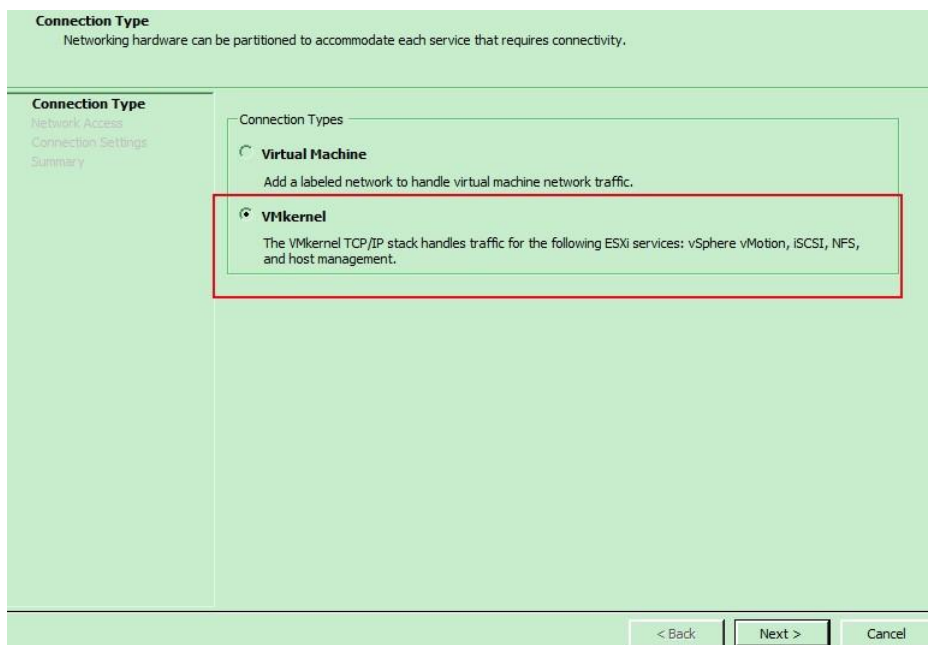 Connection Type
Networking hardware can be partitioned to accommodate each service that requires connectivity.
Connection Type
Network Access
Connection Settings
Summary
Connection Types
Virtual Machine
Add a labeled network to handle virtual machine network traffic.
VMkernel
The VMkernel TCP/IP stack handles traffic for the following ESXi services: vSphere vMotion, iSCSI, NFS,
and host management.
< Back
Next >
Cancel